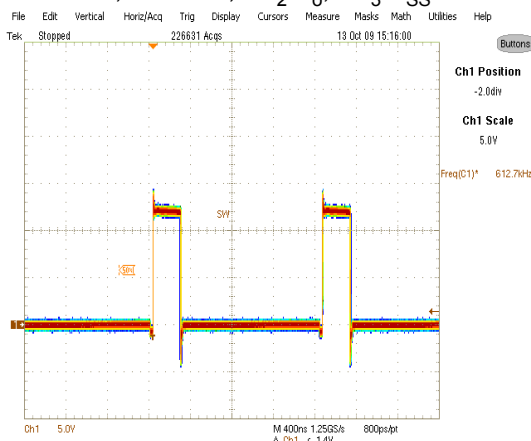 File Edit Vertical Horiz/Acq Trig Display Cursors Measure Masks Math Utilities Help
Tek Stopped 226631 Acqs 13 Oct 09 15:16:00
Buttons
Ch1 Position
-2.0div
Ch1 Scale
5.0V
Freq(C1)* 612.7kHz
SW
50%
1
Ch1 5.0V M 400ns 1.25GS/s 800ps/pt